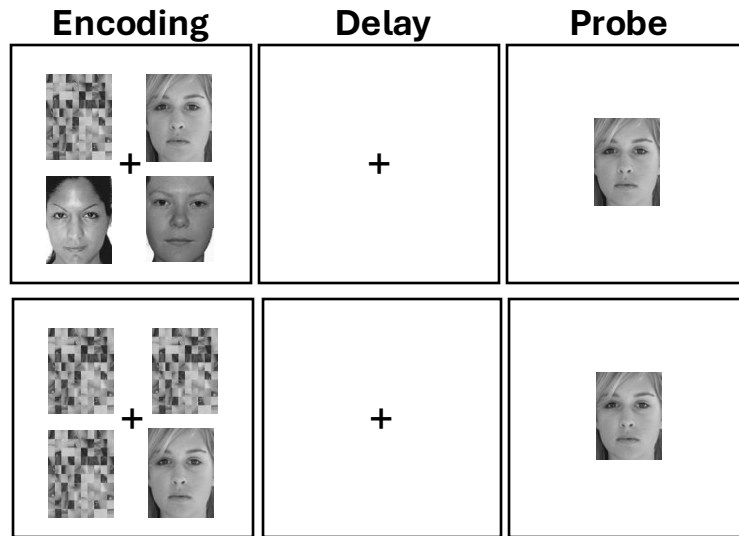 Encoding Delay Probe
+ + 
+ +